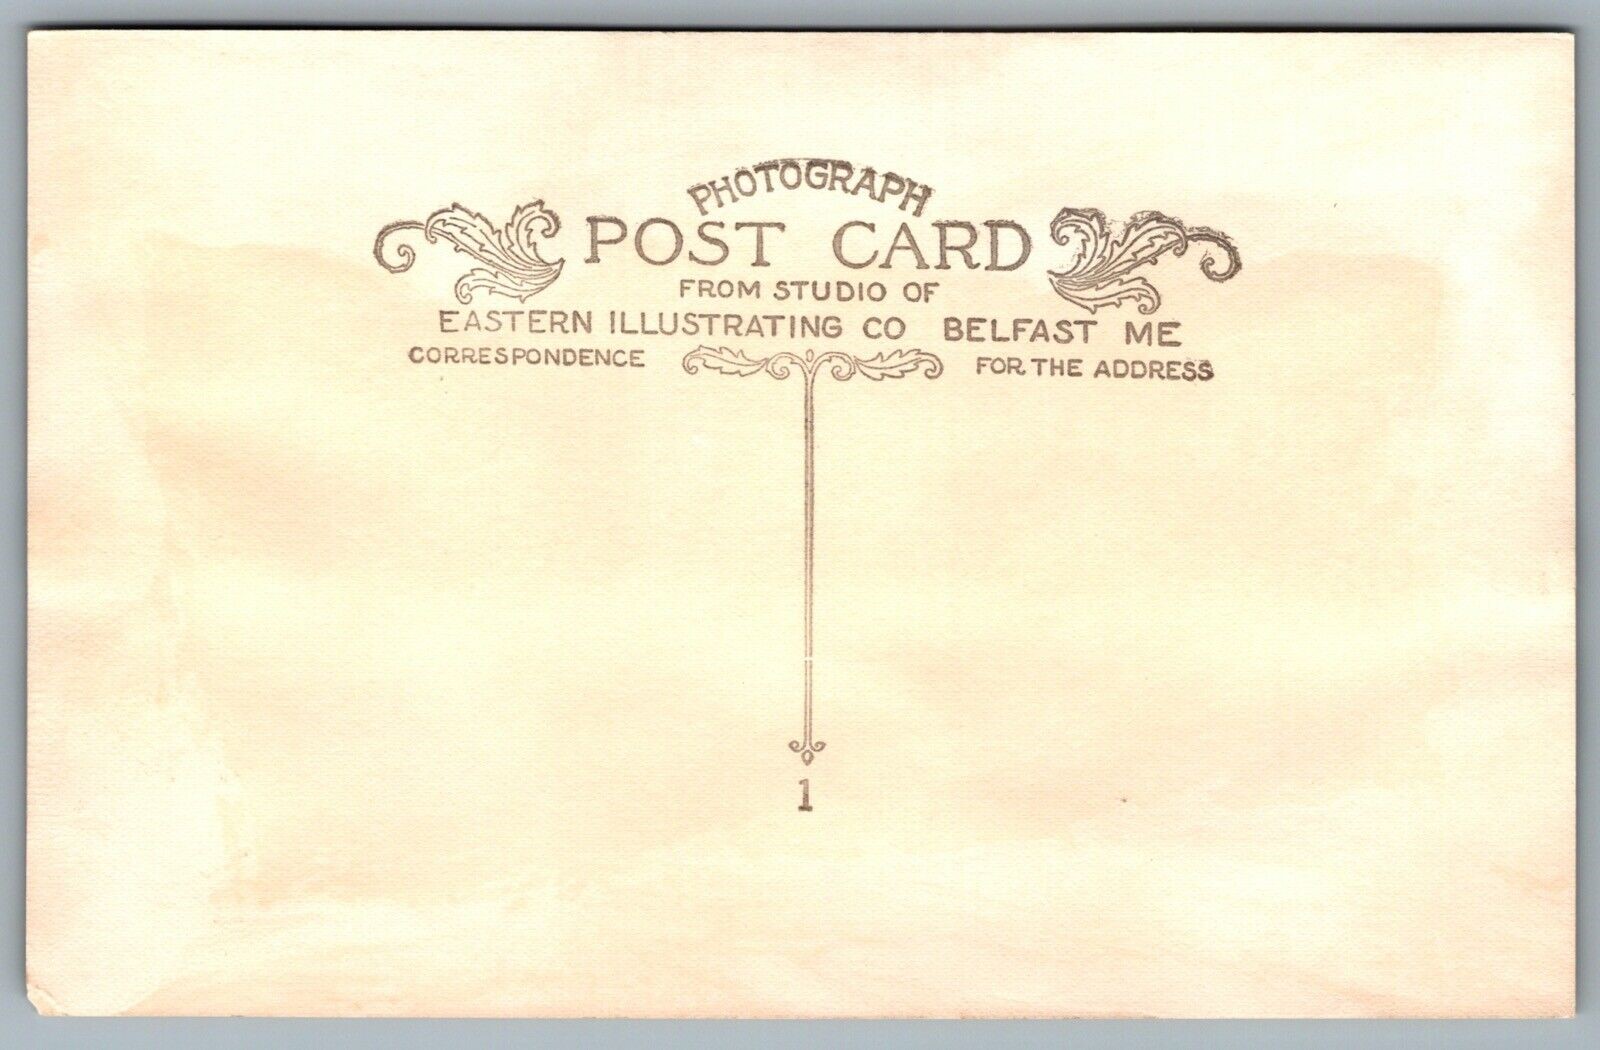 PHOTOGRAPH
POST CARD
FROM STUDIO OF
EASTERN ILLUSTRATING CO BELFAST ME
CORRESPONDENCE FOR THE ADDRESS
1